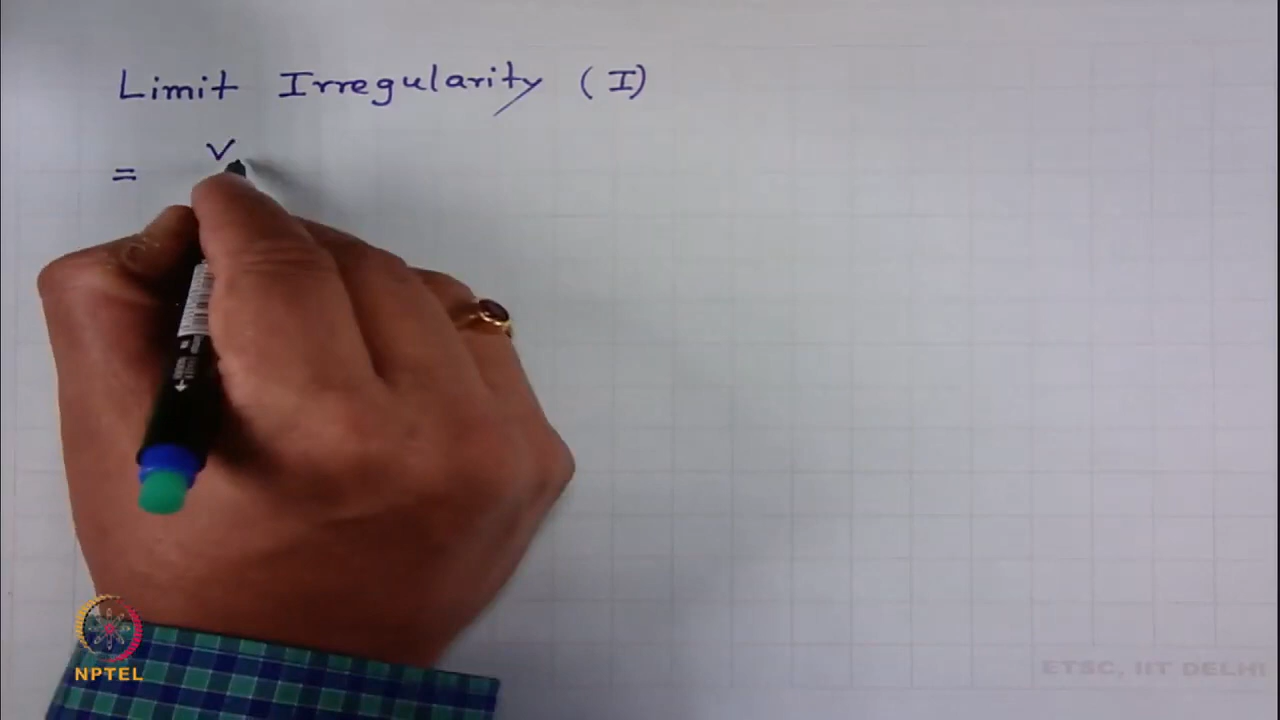 Limit Irregularity (I)
= V
NPTEL
ETSC, IIT DELHI